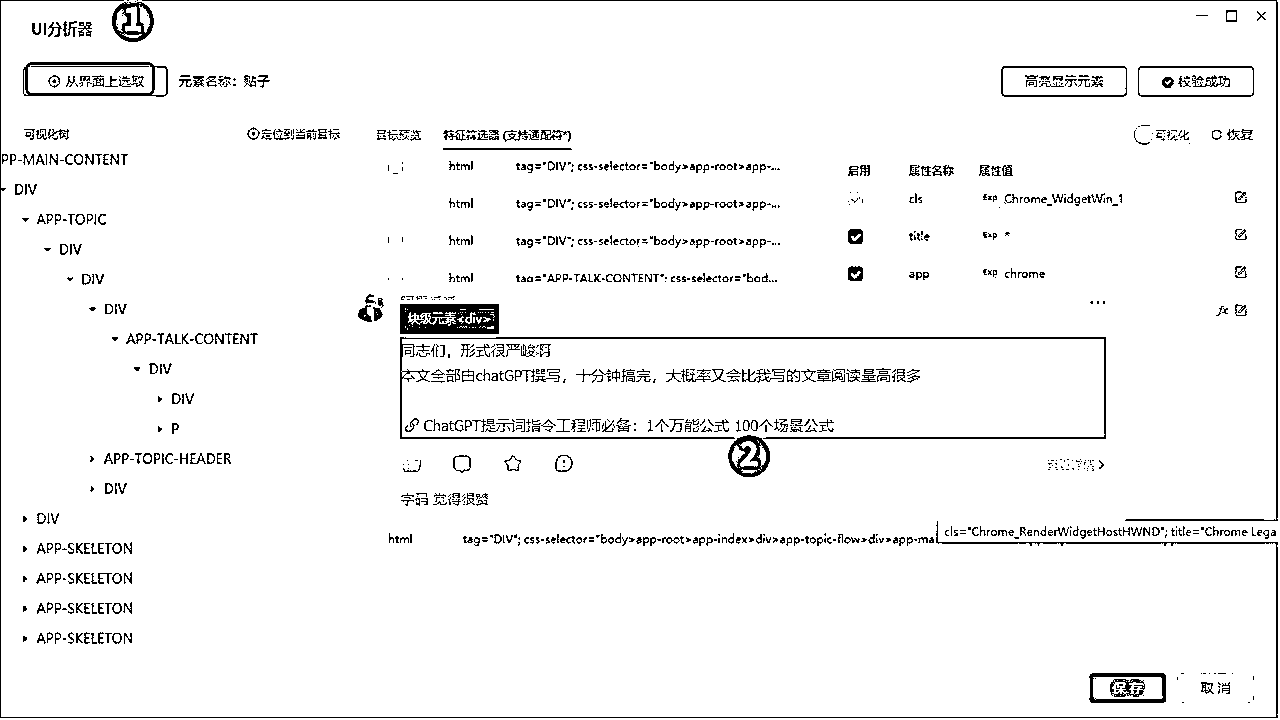 UI分析器
①
从界面上选取
元素名称：贴子
高亮显示元素
校验成功
可视化树
定位到当前目标
目标预览
特征筛选器 (支持通配符*)
可视化
恢复
PP-MAIN-CONTENT
DIV
APP-TOPIC
DIV
DIV
DIV
APP-TALK-CONTENT
DIV
DIV
P
APP-TOPIC-HEADER
DIV
DIV
APP-SKELETON
APP-SKELETON
APP-SKELETON
APP-SKELETON
html tag="DIV"; css-selector="body>app-root>app-...
html tag="DIV"; css-selector="body>app-root>app-...
html tag="DIV"; css-selector="body>app-root>app-...
html tag="APP-TALK-CONTENT"; css-selector="bod...
启用 属性名称 属性值
cls Exp Chrome_WidgetWin_1
title Exp *
app Exp chrome
...
fx
块级元素<div>
同志们，形式很严峻啊
本文全部由chatGPT撰写，十分钟搞完，大概率又会比我写的文章阅读量高很多
ChatGPT提示词指令工程师必备：1个万能公式 100个场景公式
②
字码 觉得很赞
html tag="DIV"; css-selector="body>app-root>app-index>div>app-topic-flow>div>app-mai
cls="Chrome_RenderWidgetHostHWND"; title="Chrome Lega
保存
取消